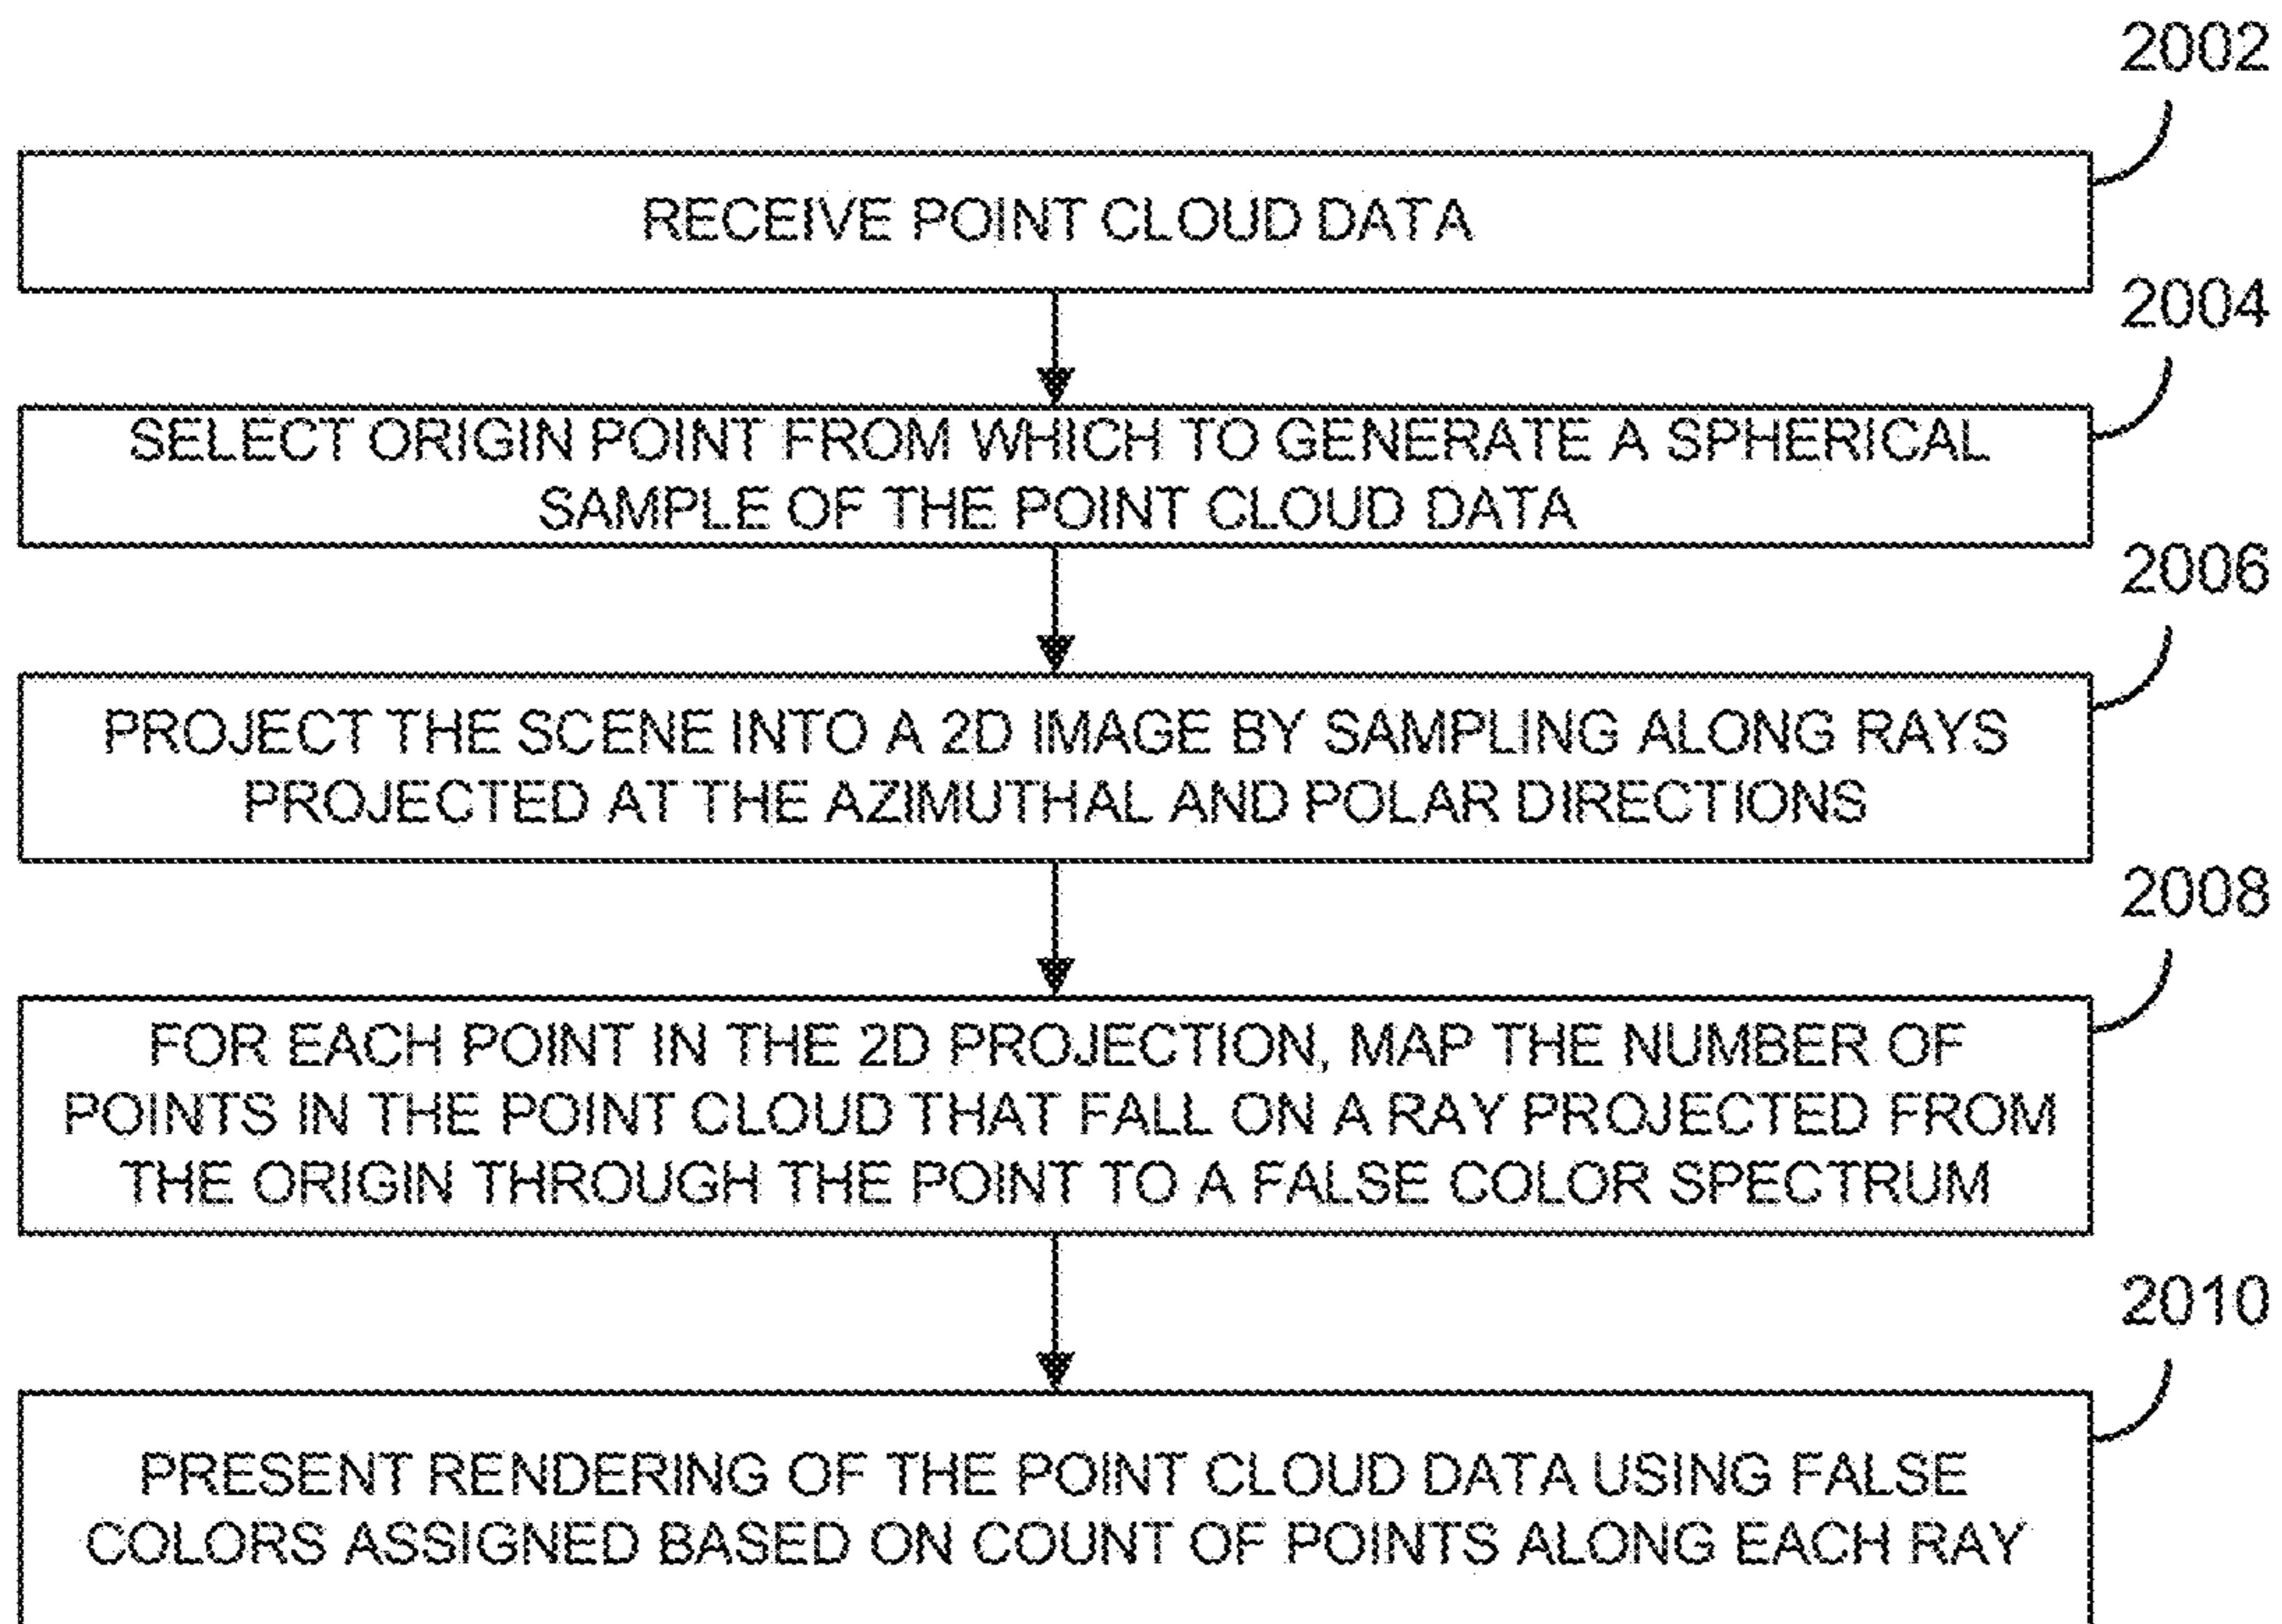 2002
RECEIVE POINT CLOUD DATA
2004
SELECT ORIGIN POINT FROM WHICH TO GENERATE A SPHERICAL
SAMPLE OF THE POINT CLOUD DATA
2006
PROJECT THE SCENE INTO A 2D IMAGE BY SAMPLING ALONG RAYS
PROJECTED AT THE AZIMUTHAL AND POLAR DIRECTIONS
2008
FOR EACH POINT IN THE 2D PROJECTION, MAP THE NUMBER OF
POINTS IN THE POINT CLOUD THAT FALL ON A RAY PROJECTED FROM
THE ORIGIN THROUGH THE POINT TO A FALSE COLOR SPECTRUM
2010
PRESENT RENDERING OF THE POINT CLOUD DATA USING FALSE
COLORS ASSIGNED BASED ON COUNT OF POINTS ALONG EACH RAY